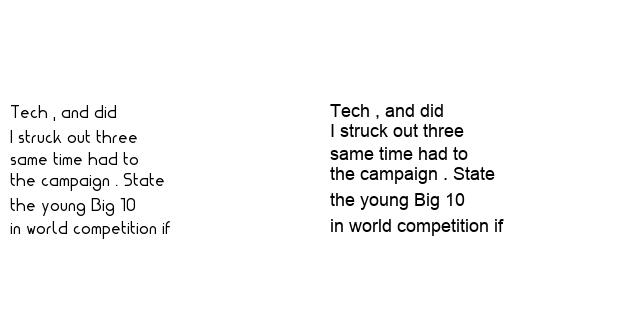 Tech , and did
I struck out three
same time had to
the campaign . State
the young Big 10
in world competition if
Tech , and did
I struck out three
same time had to
the campaign . State
the young Big 10
in world competition if